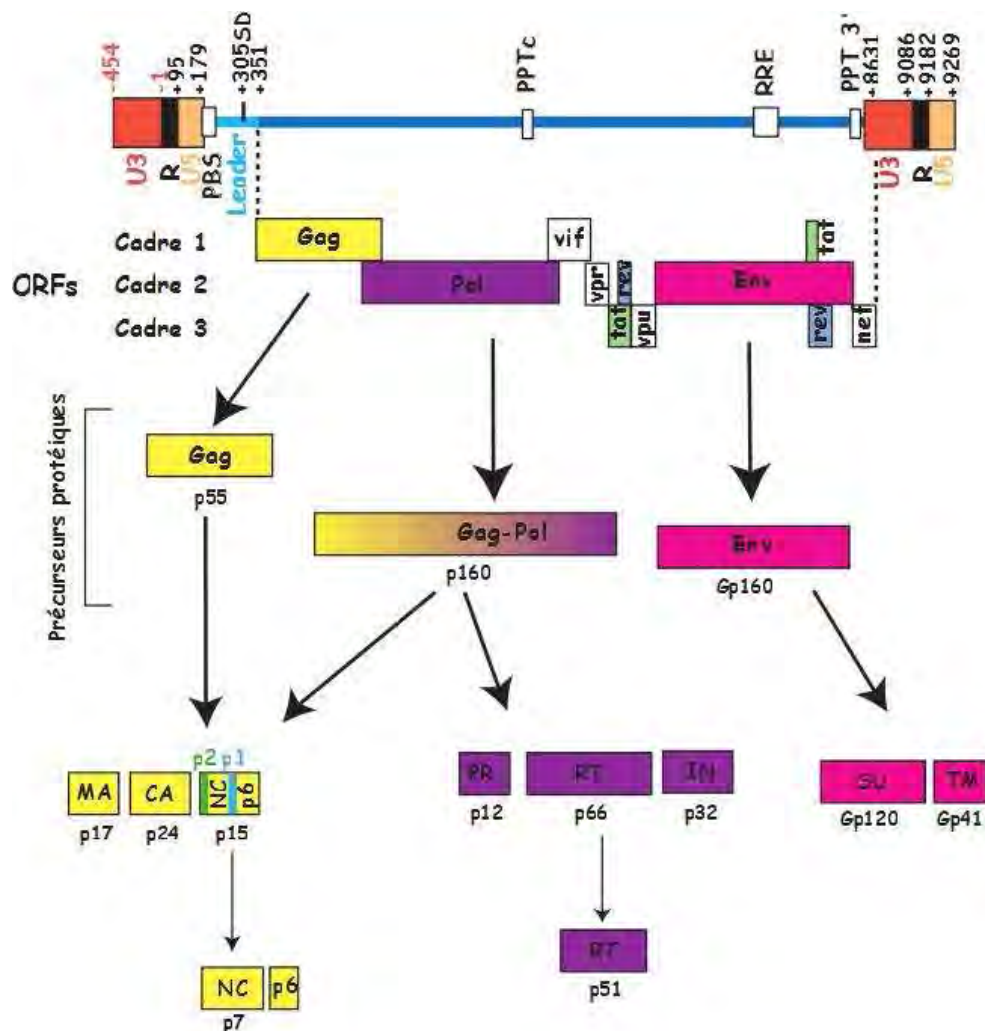 -454
-1
+95
+179
+305SD
+351
PPTc
RRE
PPT 3'
+8631
+9086
+9182
+9269
U3
R
U5
PBS
Leader
U3
R
U5
ORFs
Cadre 1
Gag
vif
tat
Cadre 2
Pol
vpr
rev
Env
Cadre 3
tat
vpu
rev
nef
Précurseurs protéiques
Gag
p55
Gag-Pol
p160
Env
Gp160
p2
p1
MA
CA
NC
p6
PR
RT
IN
SU
TM
p17
p24
p15
p12
p66
p32
Gp120
Gp41
NC
p6
p7
RT
p51